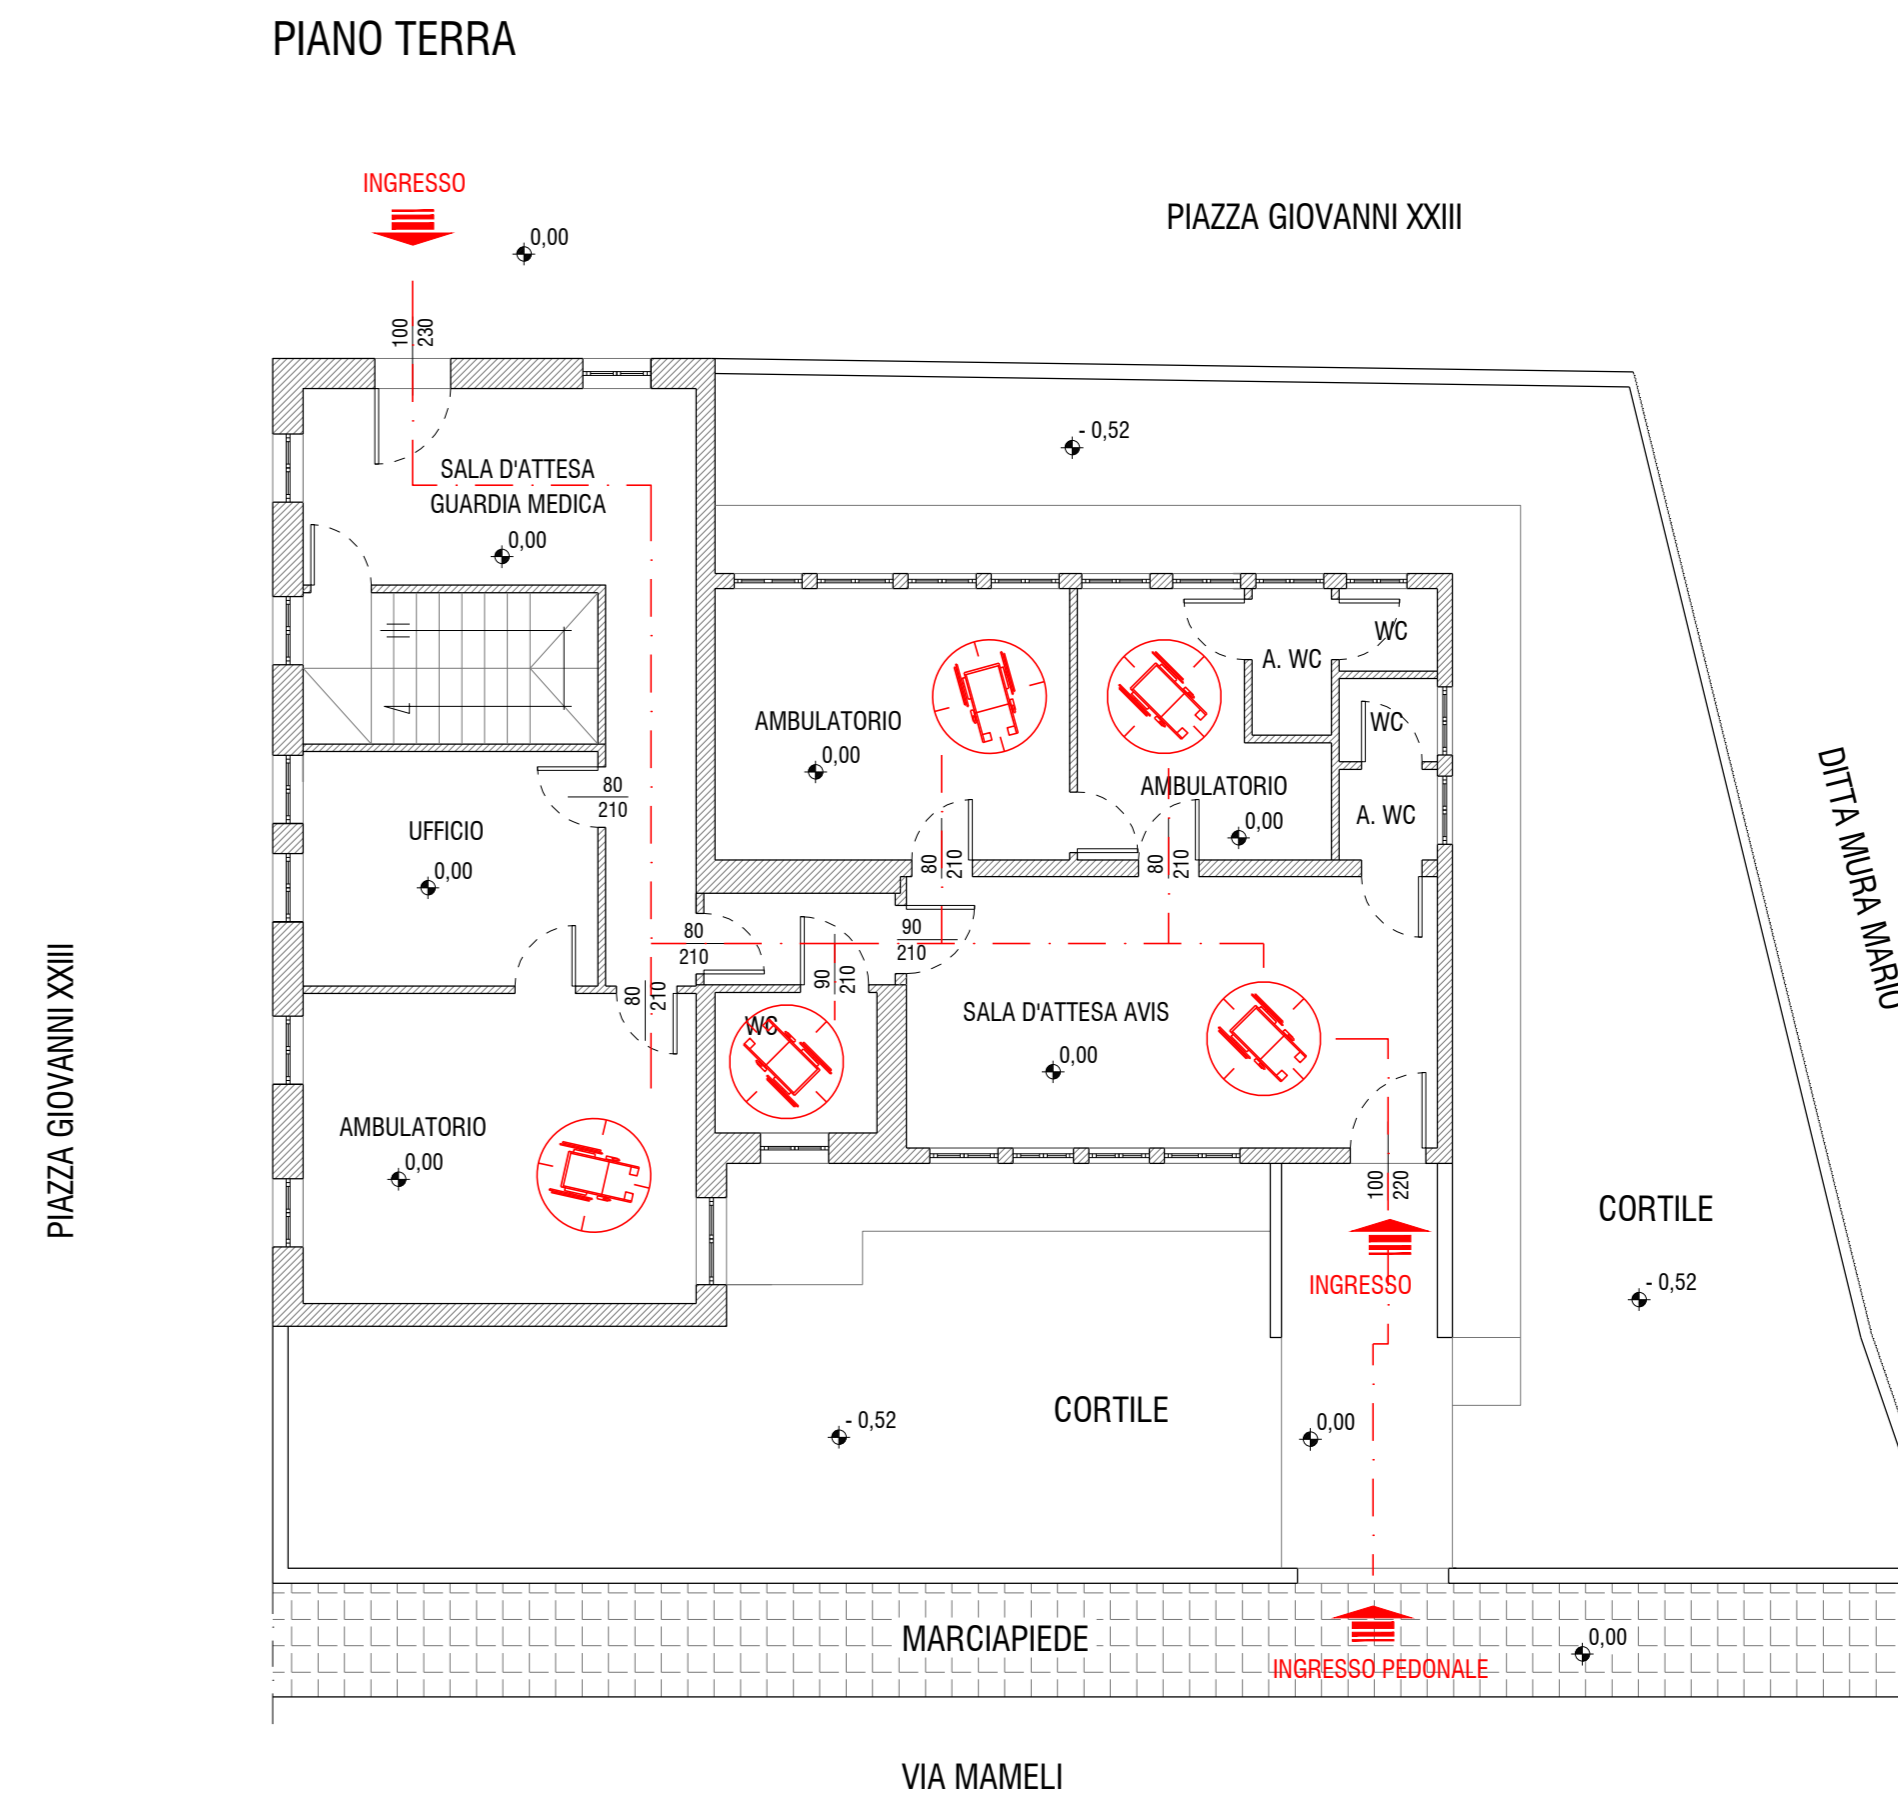 PIANO TERRA
INGRESSO
PIAZZA GIOVANNI XXIII
0,00
100
230
- 0,52
SALA D'ATTESA
GUARDIA MEDICA
0,00
WC
A. WC
AMBULATORIO
0,00
WC
AMBULATORIO
0,00
A. WC
80
210
UFFICIO
0,00
80
210
80
210
DITTA MURA MARIO
80
210
90
210
90
210
80
210
PIAZZA GIOVANNI XXIII
WC
SALA D'ATTESA AVIS
0,00
AMBULATORIO
0,00
100
220
CORTILE
- 0,52
INGRESSO
CORTILE
- 0,52
0,00
MARCIAPIEDE
0,00
INGRESSO PEDONALE
VIA MAMELI